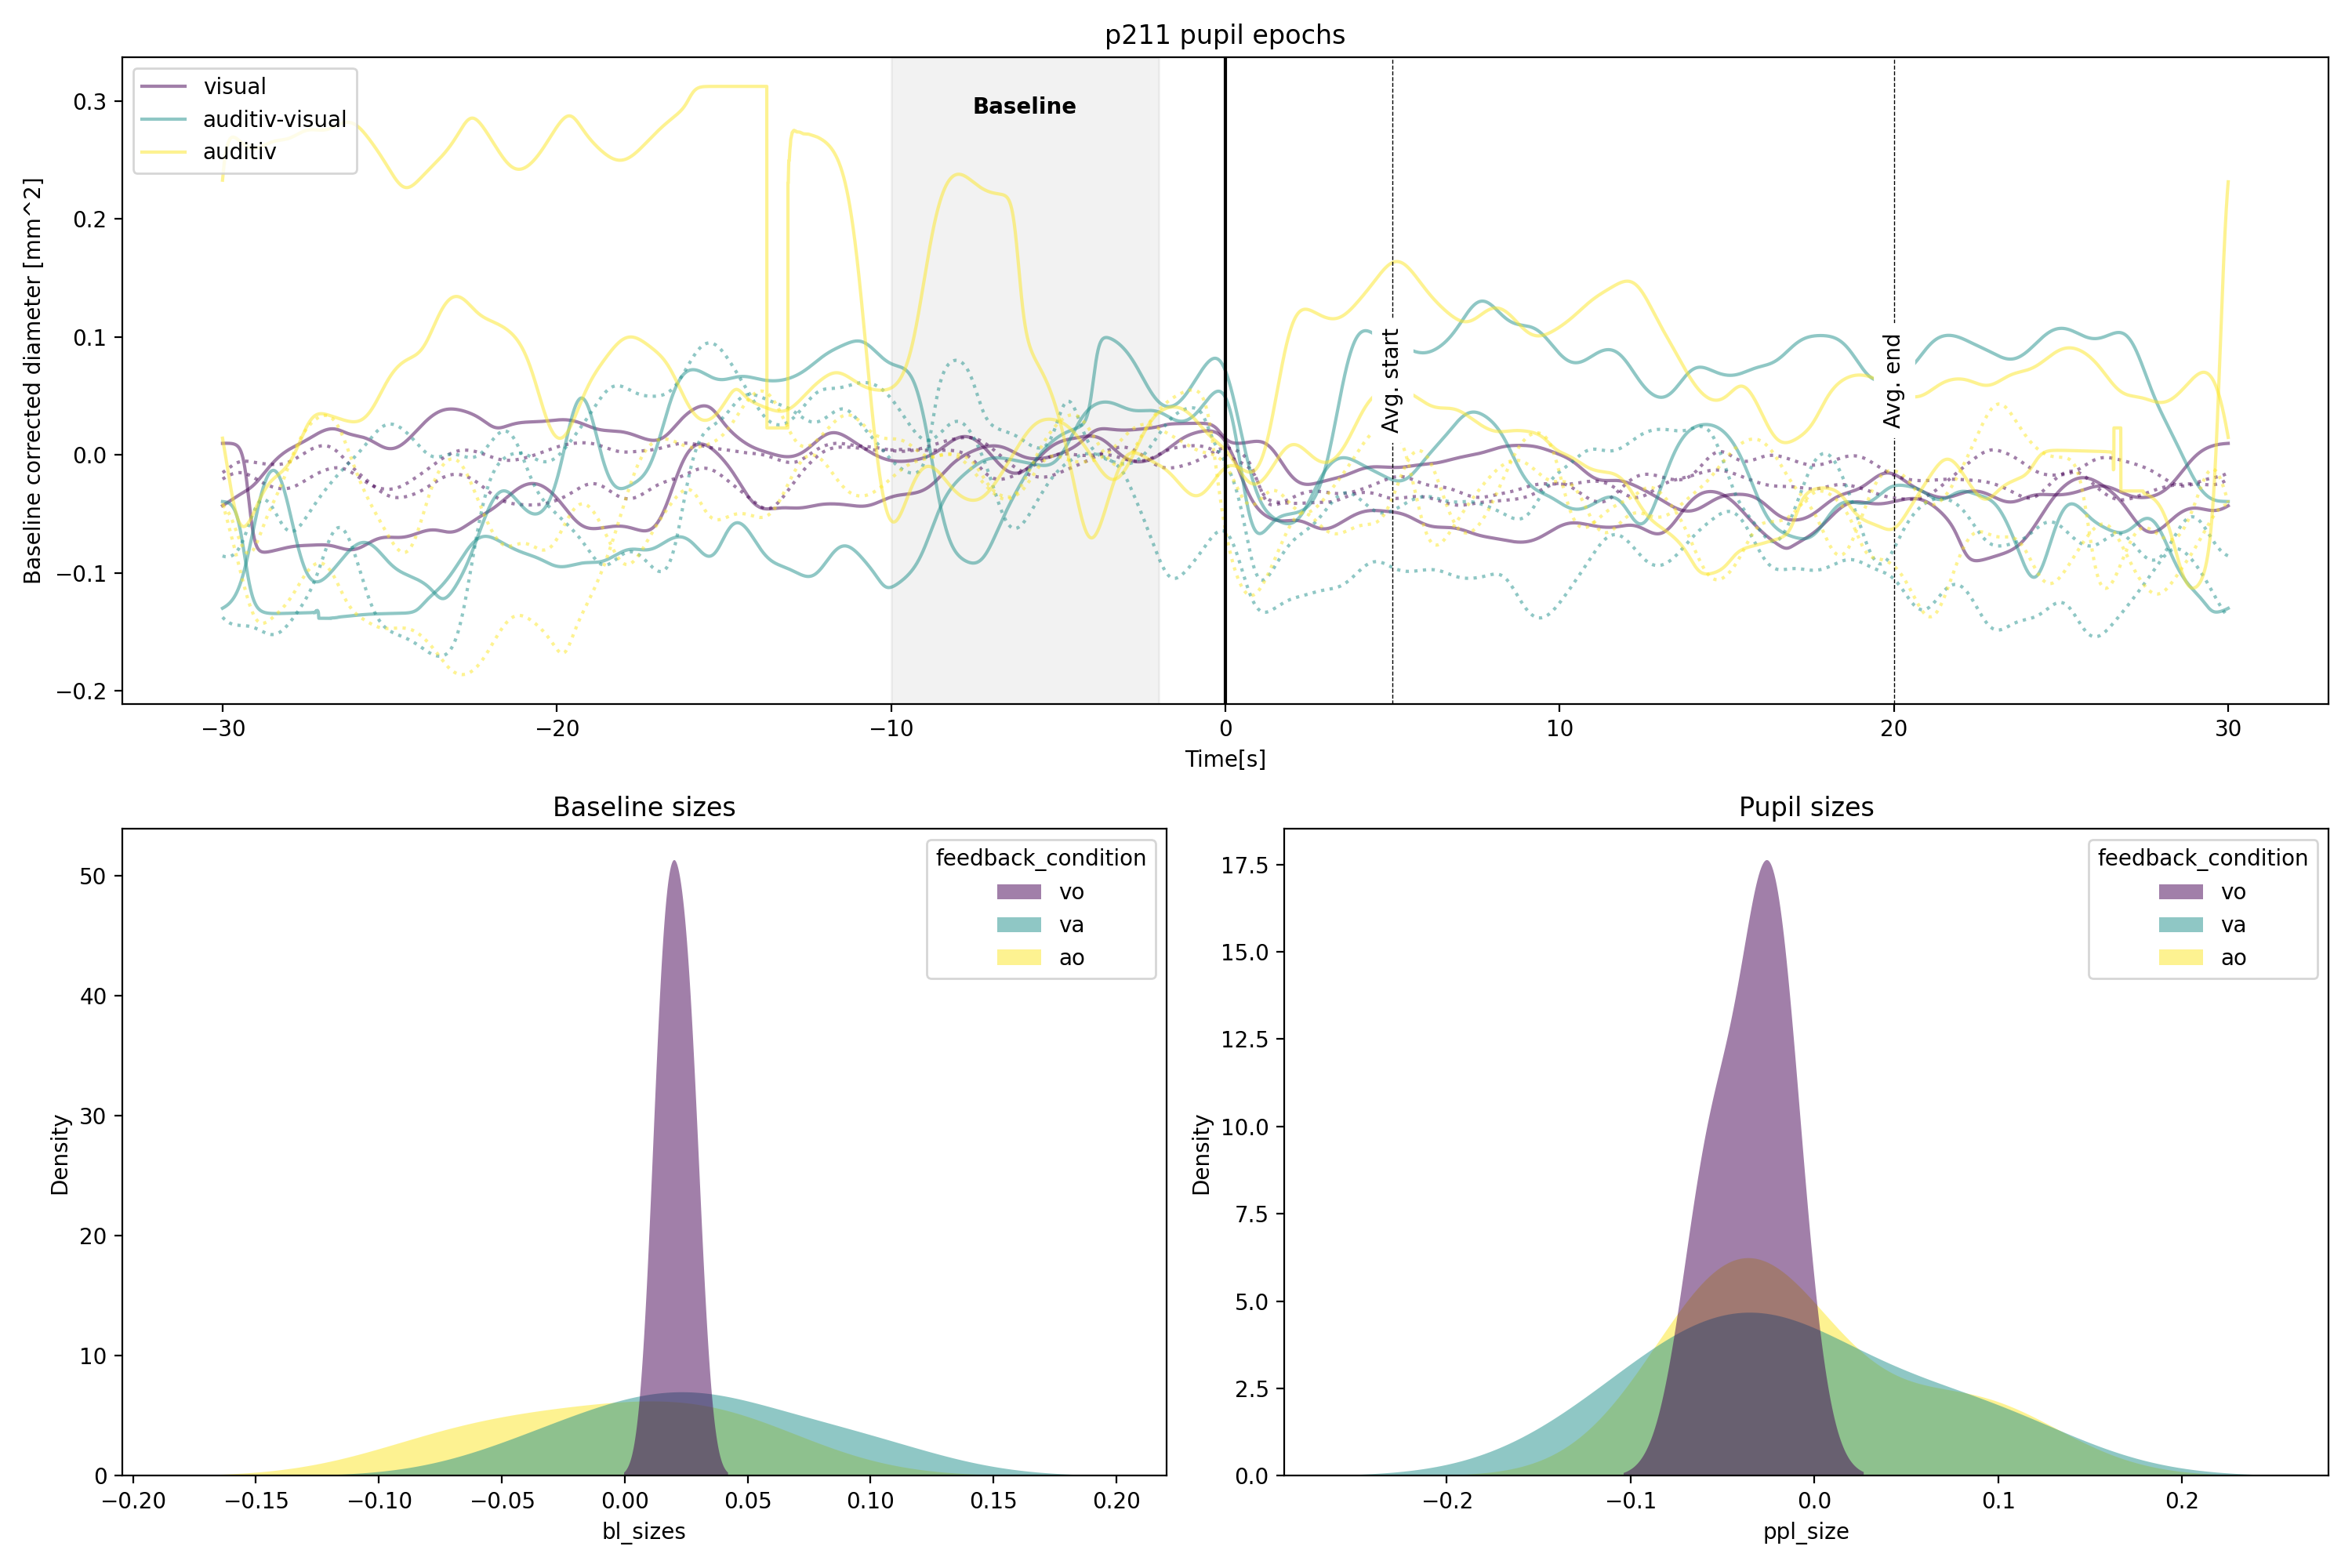 p211 pupil epochs
visual
auditiv-visual
auditiv
Baseline
Avg. start
Avg. end
Baseline corrected diameter [mm^2]
0.3
0.2
0.1
0.0
−0.1
−0.2
−30
−20
−10
0
10
20
30
Time[s]
Baseline sizes
feedback_condition
vo
va
ao
Density
50
40
30
20
10
0
−0.20
−0.15
−0.10
−0.05
0.00
0.05
0.10
0.15
0.20
bl_sizes
Pupil sizes
feedback_condition
vo
va
ao
Density
17.5
15.0
12.5
10.0
7.5
5.0
2.5
0.0
−0.2
−0.1
0.0
0.1
0.2
ppl_size